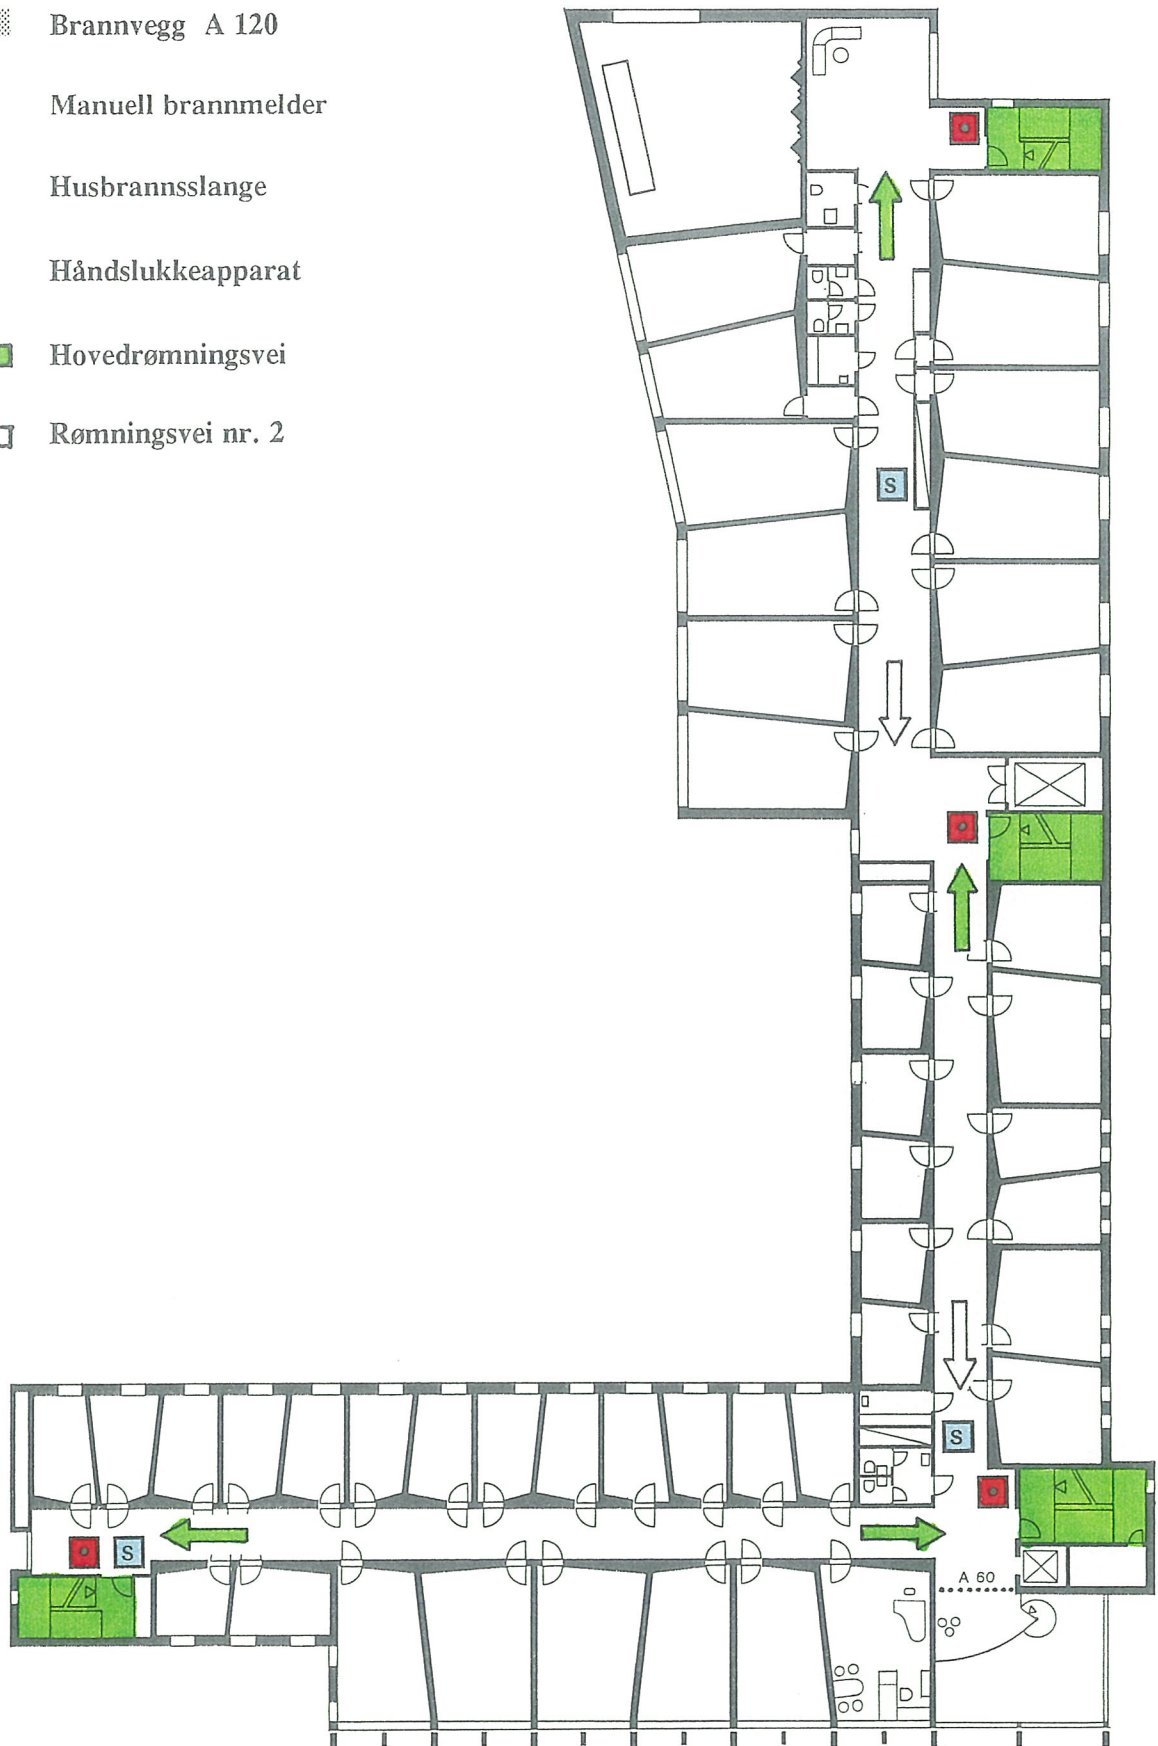 Brannvegg A 120
Manuell brannmelder
Husbrannsslange
Håndslukkeapparat
Hovedrømningsvei
Rømningsvei nr. 2
S
S
S
A 60